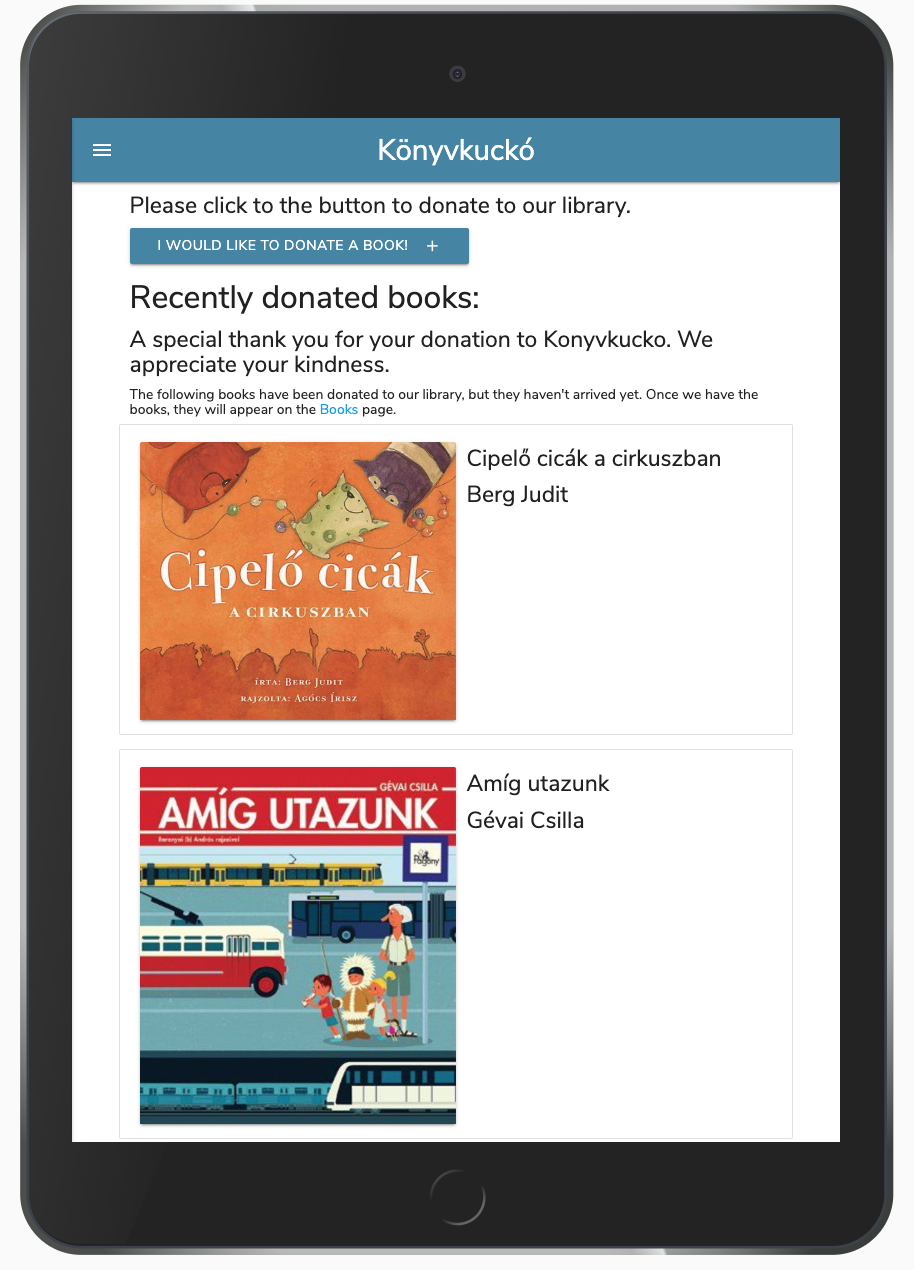 Könyvkuckó
Please click to the button to donate to our library.
I WOULD LIKE TO DONATE A BOOK! +
Recently donated books:
A special thank you for your donation to Konyvkucko. We
appreciate your kindness.
The following books have been donated to our library, but they haven't arrived yet. Once we have the
books, they will appear on the Books page.
Cipelő cicák
A CIRKUSZBAN
ÍRTA: BERG JUDIT
RAJZOLTA: AGÓCS ÍRISZ
Cipelő cicák a cirkuszban
Berg Judit
GÉVAI CSILLA
AMÍG UTAZUNK
Baranyai (b) András rajzaival
Pagony
Amíg utazunk
Gévai Csilla